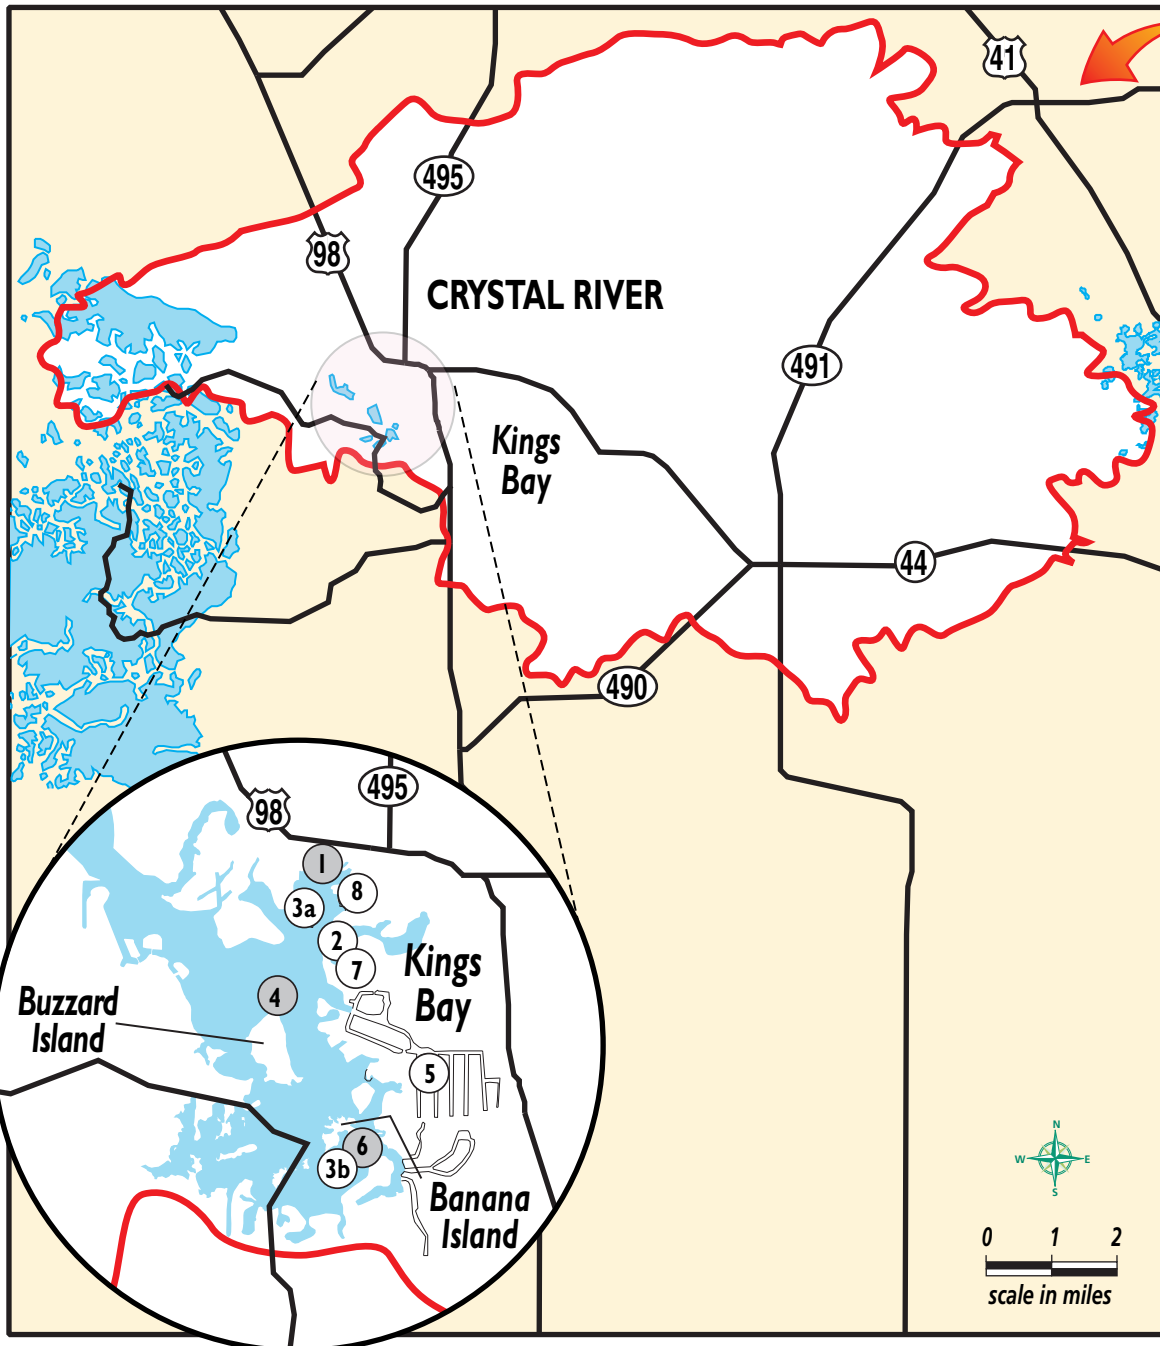 41
495
98
CRYSTAL RIVER
491
Kings
Bay
44
490
495
98
1
8
3a
2
7
Kings
Bay
4
Buzzard
Island
5
6
3b
Banana
Island
N
W
E
S
0 1 2
scale in miles